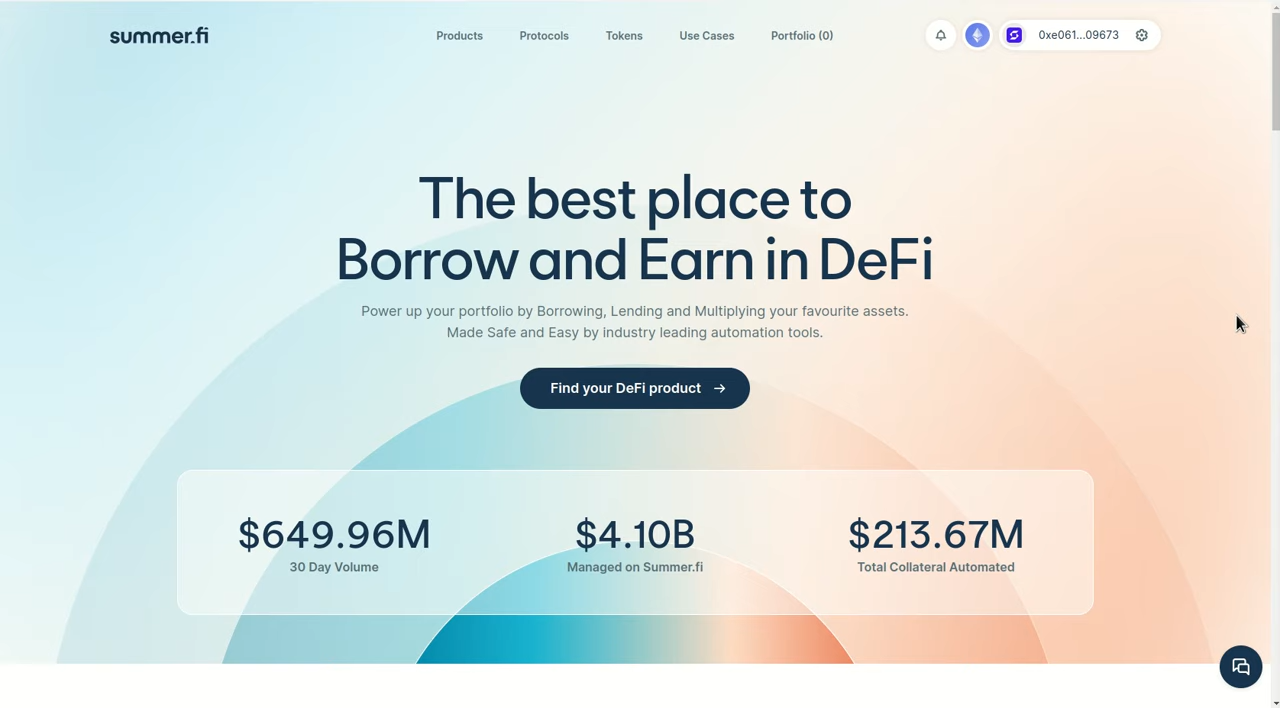 summer.fi
Products Protocols Tokens Use Cases Portfolio (0)
0xe061...09673
The best place to
Borrow and Earn in DeFi
Power up your portfolio by Borrowing, Lending and Multiplying your favourite assets.
Made Safe and Easy by industry leading automation tools.
Find your DeFi product →
$649.96M $4.10B $213.67M
30 Day Volume Managed on Summer.fi Total Collateral Automated